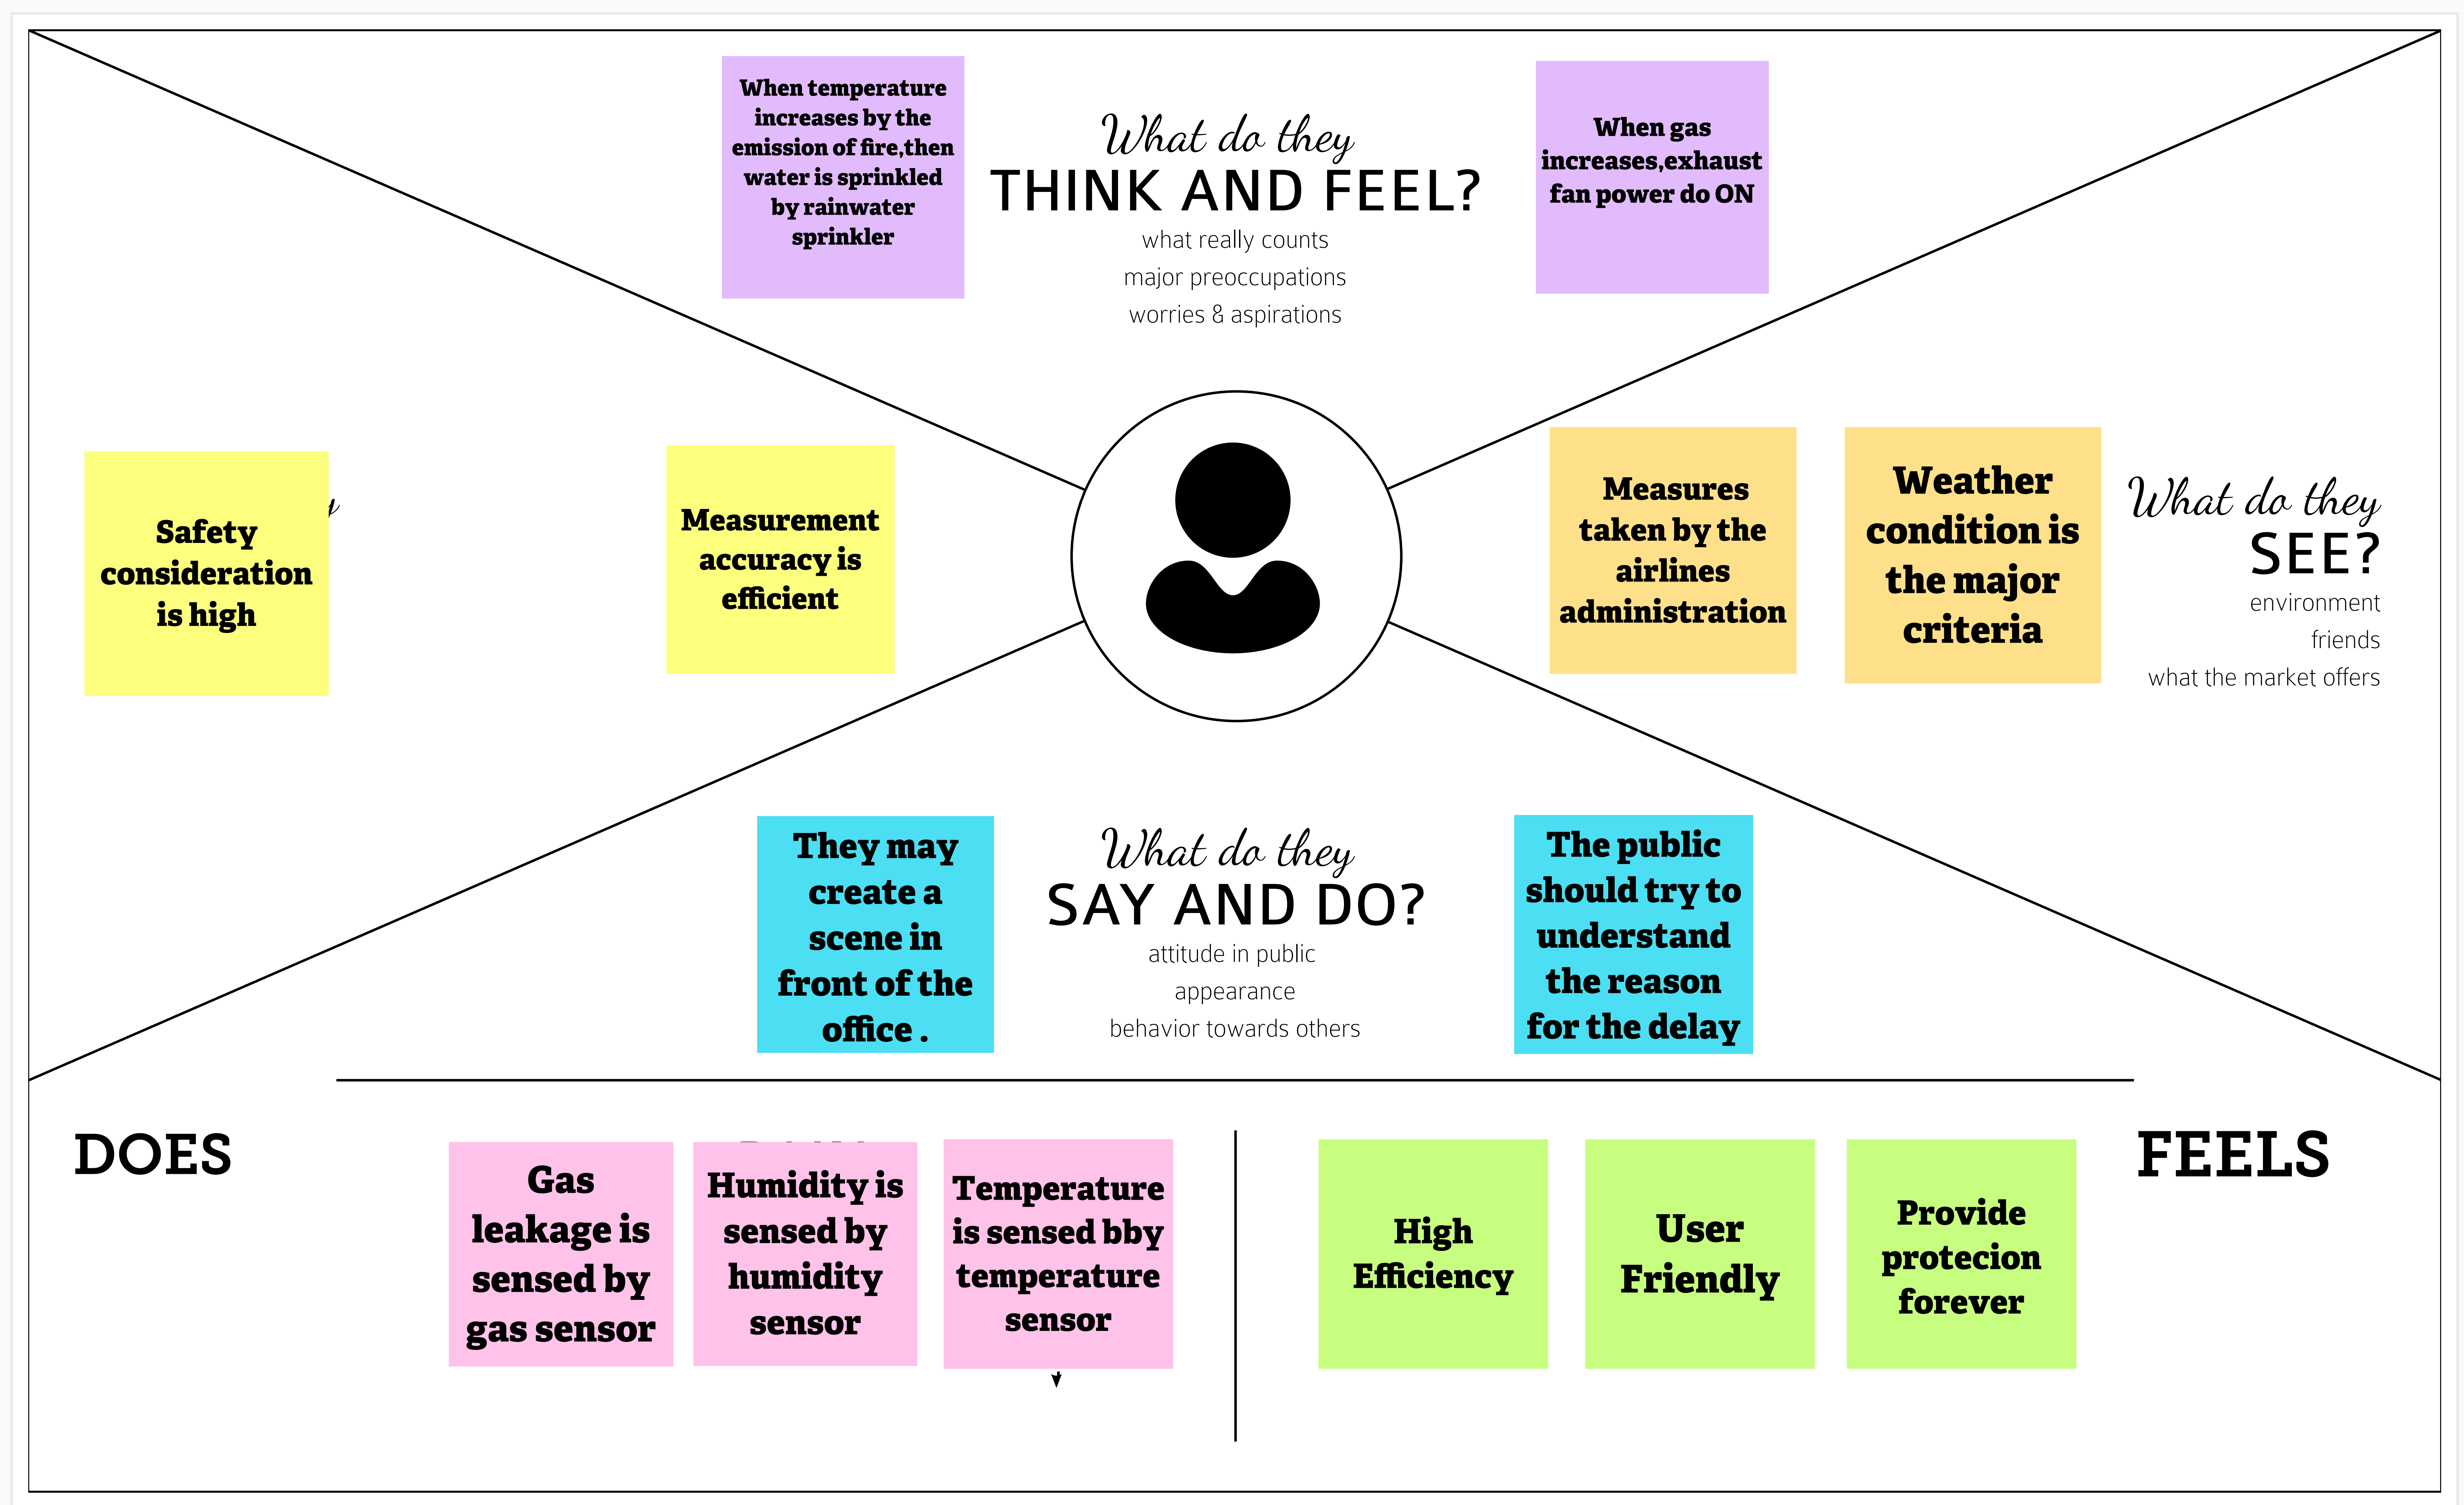 When temperature
increases by the
emission of fire,then
water is sprinkled
by rainwater
sprinkler
What do they
THINK AND FEEL?
what really counts
major preoccupations
worries & aspirations
When gas
increases,exhaust
fan power do ON
Safety
consideration
is high
Measurement
accuracy is
efficient
Measures
taken by the
airlines
administration
Weather
condition is
the major
criteria
What do they
SEE?
environment
friends
what the market offers
They may
create a
scene in
front of the
office .
What do they
SAY AND DO?
attitude in public
appearance
behavior towards others
The public
should try to
understand
the reason
for the delay
DOES
Gas
leakage is
sensed by
gas sensor
Humidity is
sensed by
humidity
sensor
Temperature
is sensed bby
temperature
sensor
High
Efficiency
User
Friendly
Provide
protecion
forever
FEELS